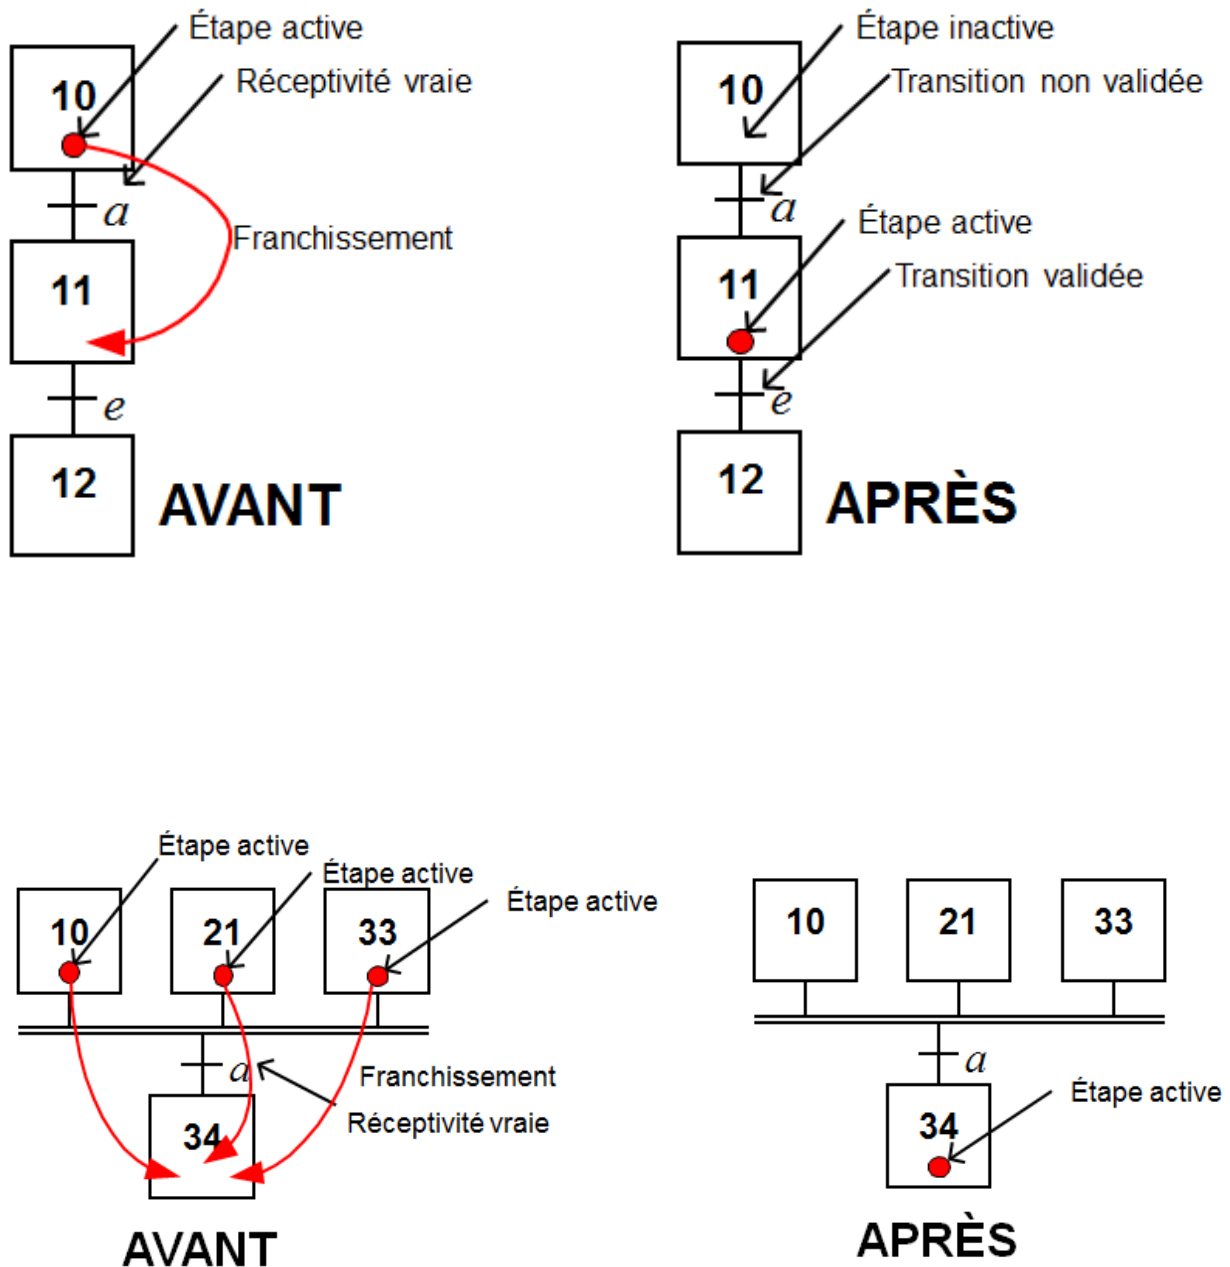 Étape active
Réceptivité vraie
10
a
Franchissement
11
e
12
AVANT
Étape inactive
Transition non validée
10
a
Étape active
Transition validée
11
e
12
APRÈS
Étape active
Étape active
Étape active
10
21
33
a
Franchissement
Réceptivité vraie
34
AVANT
10
21
33
a
Étape active
34
APRÈS